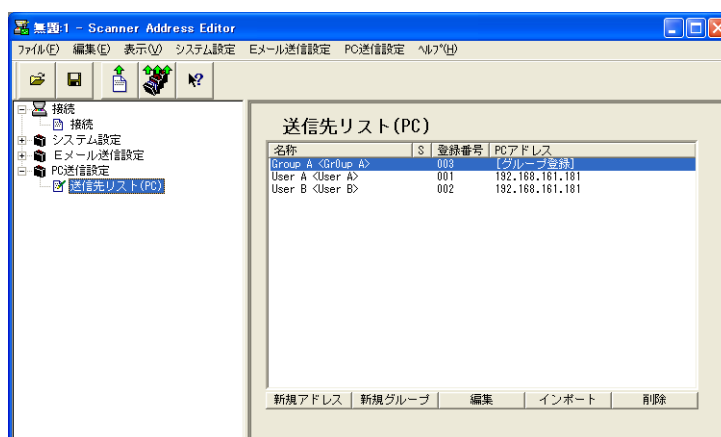 無題:1 - Scanner Address Editor
ファイル(F) 編集(E) 表示(V) システム設定 Eメール送信設定 PC送信設定 ヘルプ(H)
接続
接続
システム設定
Eメール送信設定
PC送信設定
送信先リスト(PC)
送信先リスト(PC)
名称 S 登録番号 PCアドレス
Group A <Gr0up A> 003 [グループ登録]
User A <User A> 001 192.168.161.181
User B <User B> 002 192.168.161.181
新規アドレス 新規グループ 編集 インポート 削除